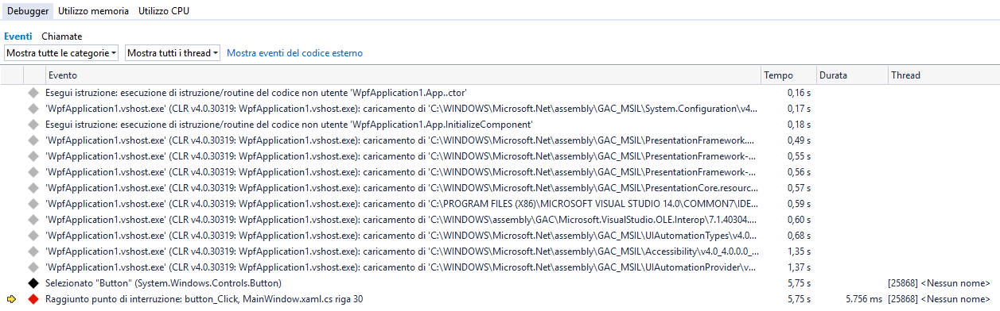 Debugger Utilizzo memoria Utilizzo CPU
Eventi Chiamate
Mostra tutte le categorie Mostra tutti i thread Mostra eventi del codice esterno
Evento Tempo Durata Thread
Esegui istruzione: esecuzione di istruzione/routine del codice non utente 'WpfApplication1.App..ctor' 0,16 s
'WpfApplication1.vshost.exe' (CLR v4.0.30319: WpfApplication1.vshost.exe): caricamento di 'C:\WINDOWS\Microsoft.Net\assembly\GAC_MSIL\System.Configuration\v4... 0,17 s
Esegui istruzione: esecuzione di istruzione/routine del codice non utente 'WpfApplication1.App.InitializeComponent' 0,18 s
'WpfApplication1.vshost.exe' (CLR v4.0.30319: WpfApplication1.vshost.exe): caricamento di 'C:\WINDOWS\Microsoft.Net\assembly\GAC_MSIL\PresentationFramework.... 0,49 s
'WpfApplication1.vshost.exe' (CLR v4.0.30319: WpfApplication1.vshost.exe): caricamento di 'C:\WINDOWS\Microsoft.Net\assembly\GAC_MSIL\PresentationFramework-... 0,55 s
'WpfApplication1.vshost.exe' (CLR v4.0.30319: WpfApplication1.vshost.exe): caricamento di 'C:\WINDOWS\Microsoft.Net\assembly\GAC_MSIL\PresentationFramework-... 0,56 s
'WpfApplication1.vshost.exe' (CLR v4.0.30319: WpfApplication1.vshost.exe): caricamento di 'C:\WINDOWS\Microsoft.Net\assembly\GAC_MSIL\PresentationCore.resourc... 0,57 s
'WpfApplication1.vshost.exe' (CLR v4.0.30319: WpfApplication1.vshost.exe): caricamento di 'C:\PROGRAM FILES (X86)\MICROSOFT VISUAL STUDIO 14.0\COMMON7\IDE... 0,59 s
'WpfApplication1.vshost.exe' (CLR v4.0.30319: WpfApplication1.vshost.exe): caricamento di 'C:\WINDOWS\assembly\GAC\Microsoft.VisualStudio.OLE.Interop\7.1.40304.... 0,60 s
'WpfApplication1.vshost.exe' (CLR v4.0.30319: WpfApplication1.vshost.exe): caricamento di 'C:\WINDOWS\Microsoft.Net\assembly\GAC_MSIL\UIAutomationTypes\v4.0... 0,68 s
'WpfApplication1.vshost.exe' (CLR v4.0.30319: WpfApplication1.vshost.exe): caricamento di 'C:\WINDOWS\Microsoft.Net\assembly\GAC_MSIL\Accessibility\v4.0_4.0.0.0_... 1,35 s
'WpfApplication1.vshost.exe' (CLR v4.0.30319: WpfApplication1.vshost.exe): caricamento di 'C:\WINDOWS\Microsoft.Net\assembly\GAC_MSIL\UIAutomationProvider\v... 1,37 s
Selezionato "Button" (System.Windows.Controls.Button) 5,75 s [25868] <Nessun nome>
Raggiunto punto di interruzione: button_Click, MainWindow.xaml.cs riga 30 5,75 s 5.756 ms [25868] <Nessun nome>